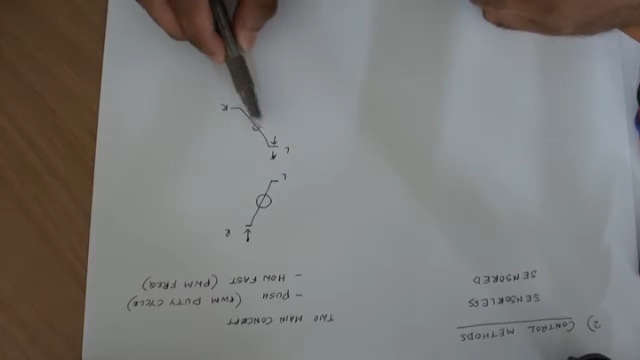 2) CONTROL METHODS
SENSORLESS
SENSORED
TWO MAIN CONCEPT
- PUSH (PWM DUTY CYCLE)
- HOW FAST (PWM FREQ)
R
L
L
R